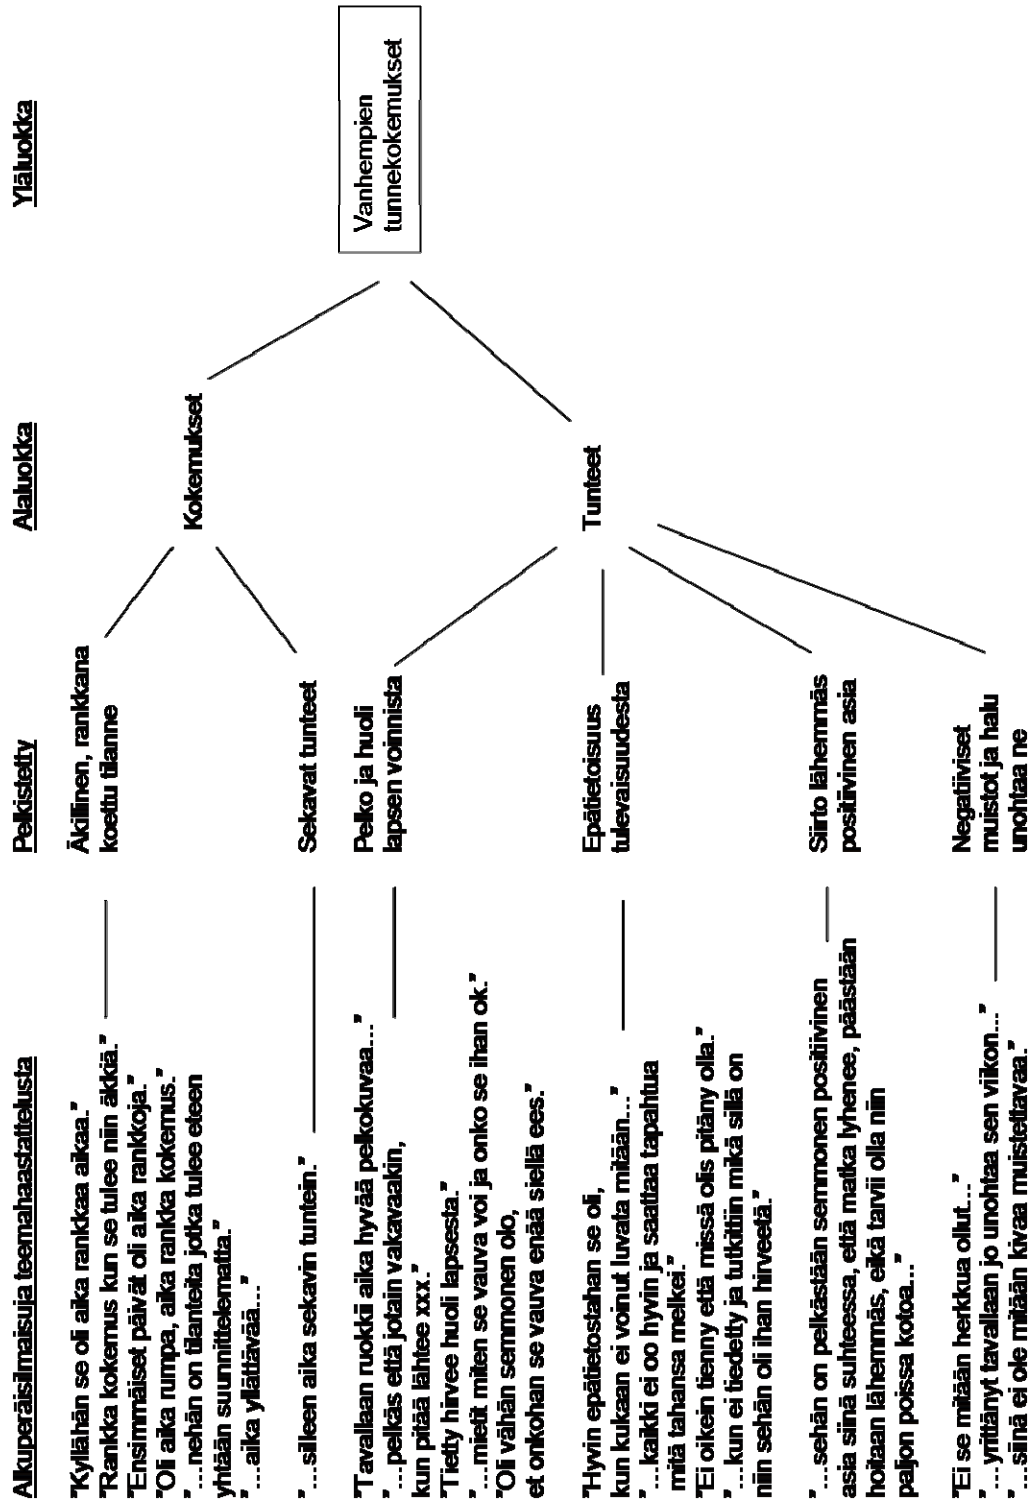 Alkuperäisilmaisuja teemahaastattelusta
Pelkistetty
Alaluokka
Yläluokka
"Kyllähän se oli aika rankkaa aikaa."
"Rankka kokemus kun se tulee niin äkkiä."
"Ensimmäiset päivät oli aika rankkoja."
"Oli aika rumpa, aika rankka kokemus."
"…nehän on tilanteita jotka tulee eteen
yhtään suunnittelematta."
"…aika yllättävää…"
Äkillinen, rankkana
koettu tilanne
"…silleen aika sekavin tuntein."
Sekavat tunteet
Kokemukset
"Tavallaan ruokki aika hyvää pelkokuvaa…"
"…pelkäs että jotain vakavaakin,
kun pitää lähtee xxx."
"Tietty hirvee huoli lapsesta."
"…mietit miten se vauva voi ja onko se ihan ok."
"Oli vähän semmonen olo,
et onkohan se vauva enää siellä ees."
Pelko ja huoli
lapsen voinnista
"Hyvin epätietostahan se oli,
kun kukaan ei voinut luvata mitään…"
"…kaikki ei oo hyvin ja saattaa tapahtua
mitä tahansa melkei."
"Ei oikein tienny että missä olis pitäny olla."
"…kun ei tiedetty ja tutkittiin mikä sillä on
niin sehän oli ihan hirveetä."
Epätietoisuus
tulevaisuudesta
"…sehän on pelkästään semmonen positiivinen
asia siinä suhteessa, että matka lyhenee, päästään
hoitaan lähemmäs, eikä tarvii olla niin
paljon poissa kotoa…"
Siirto lähemmäs
positiivinen asia
"Ei se mitään herkkua ollut…"
"…yrittänyt tavallaan jo unohtaa sen viikon…"
"…siinä ei ole mitään kivaa muistettavaa."
Negatiiviset
muistot ja halu
unohtaa ne
Tunteet
Vanhempien
tunnekokemukset